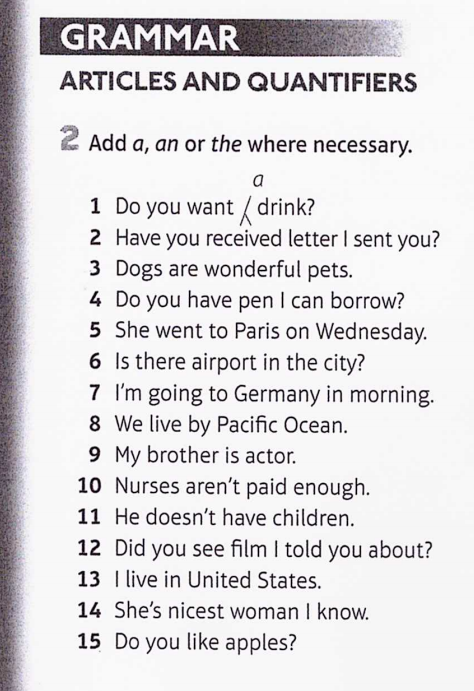 GRAMMAR
ARTICLES AND QUANTIFIERS
2 Add a, an or the where necessary.
a
1 Do you want / drink?
2 Have you received letter I sent you?
3 Dogs are wonderful pets.
4 Do you have pen I can borrow?
5 She went to Paris on Wednesday.
6 Is there airport in the city?
7 I'm going to Germany in morning.
8 We live by Pacific Ocean.
9 My brother is actor.
10 Nurses aren't paid enough.
11 He doesn't have children.
12 Did you see film I told you about?
13 I live in United States.
14 She's nicest woman I know.
15 Do you like apples?